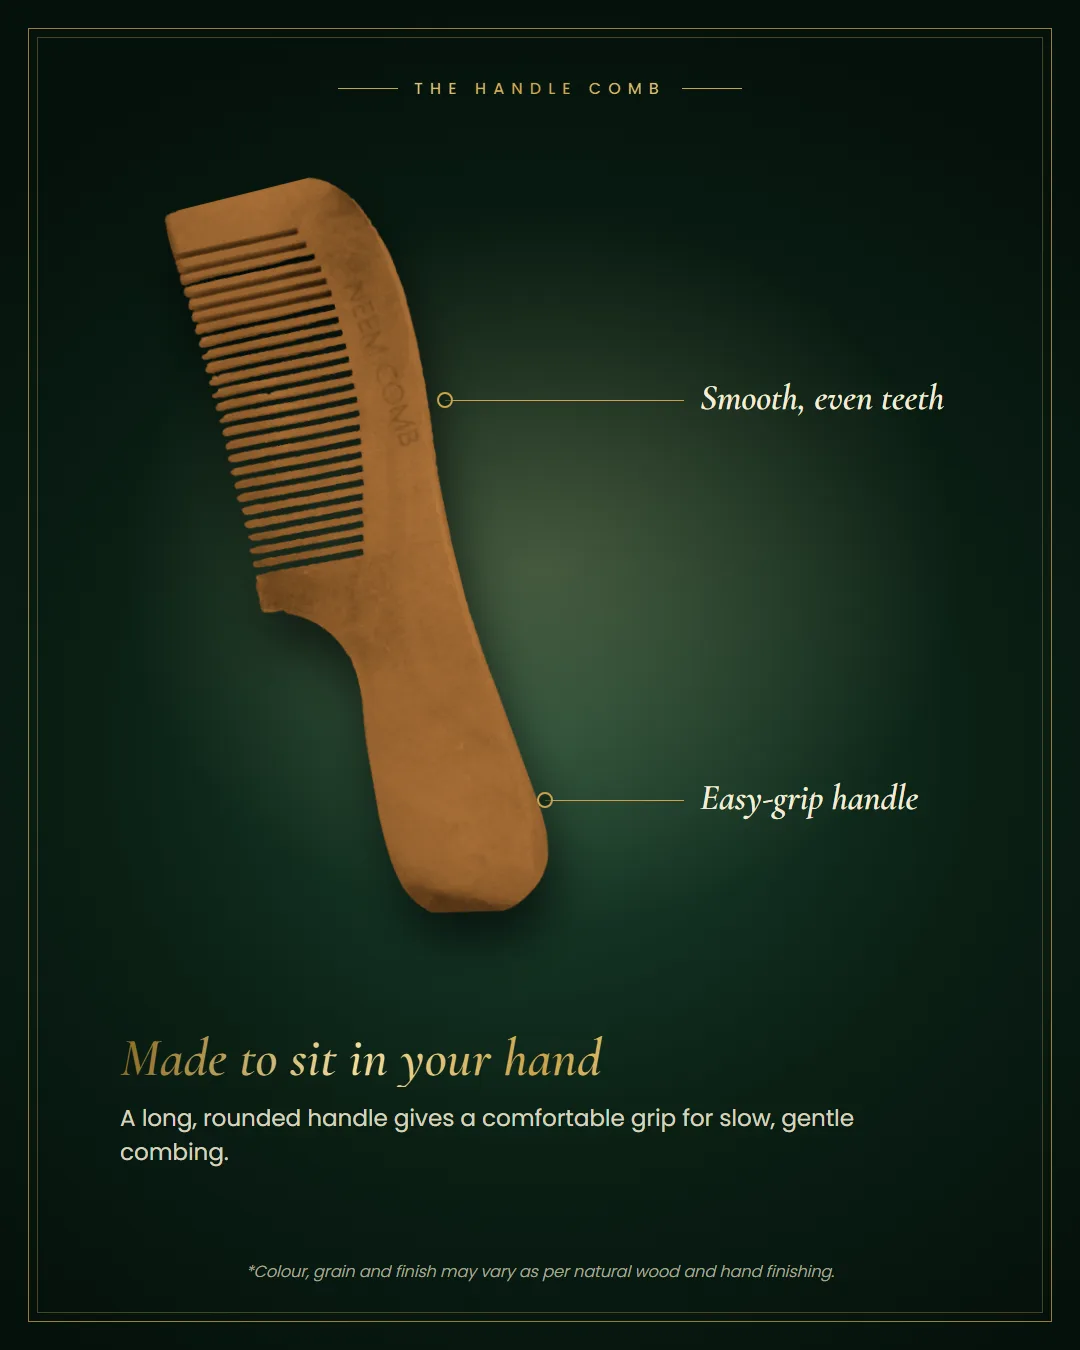 THE HANDLE COMB
NEEM COMB
Smooth, even teeth
Easy-grip handle
Made to sit in your hand
A long, rounded handle gives a comfortable grip for slow, gentle
combing.
*Colour, grain and finish may vary as per natural wood and hand finishing.